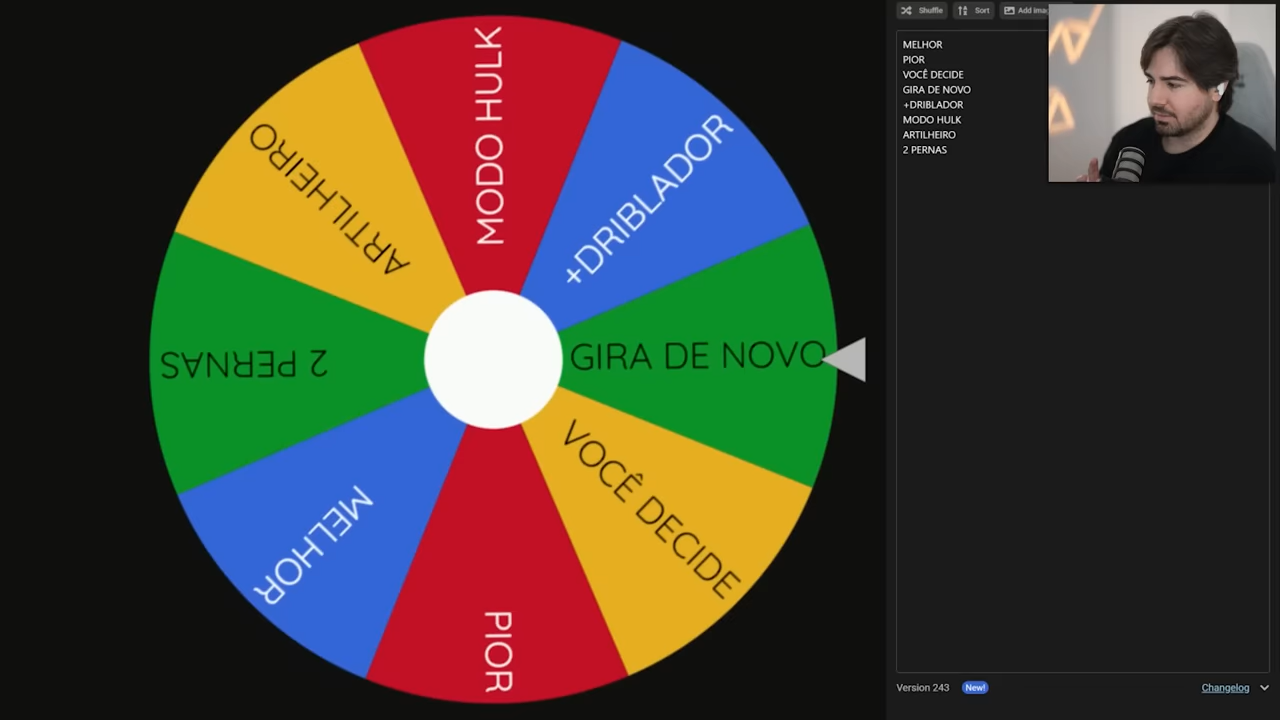 Shuffle
Sort
Add
MELHOR
PIOR
VOCÊ DECIDE
GIRA DE NOVO
+DRIBLADOR
MODO HULK
ARTILHEIRO
2 PERNAS
MODO HULK
+DRIBLADOR
GIRA DE NOVO
VOCÊ DECIDE
PIOR
MELHOR
2 PERNAS
ARTILHEIRO
Version 243
New!
Changelog